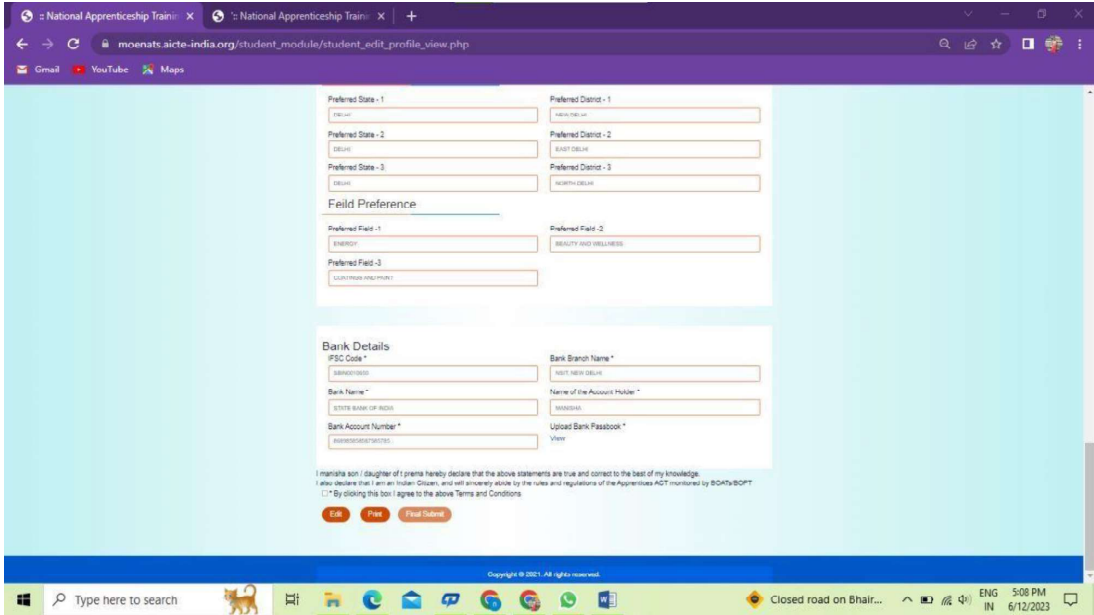 :: National Apprenticeship Trainin
:: National Apprenticeship Trainin
moenats.aicte-india.org/student_module/student_edit_profile_view.php
Gmail YouTube Maps
Preferred State - 1 Preferred District - 1
DELHI NEW DELHI
Preferred State - 2 Preferred District - 2
DELHI EAST DELHI
Preferred State - 3 Preferred District - 3
DELHI NORTH DELHI
Feild Preference
Preferred Field -1 Preferred Field -2
ENERGY BEAUTY AND WELLNESS
Preferred Field -3
COATINGS AND PAINT
Bank Details
IFSC Code * Bank Branch Name *
NSIT, NEW DELHI
Bank Name * Name of the Account Holder *
STATE BANK OF INDIA MANISHA
Bank Account Number * Upload Bank Passbook *
View
I manisha son / daughter of t prema hereby declare that the above statements are true and correct to the best of my knowledge.
I also declare that I am an Indian Citizen, and will sincerely abide by the rules and regulations of the Apprentices ACT monitored by BOATs/BOPT
* By clicking this box I agree to the above Terms and Conditions
Edit Print Final Submit
Copyright © 2021. All rights reserved.
Type here to search
Closed road on Bhair...
ENG 5:08 PM
IN 6/12/2023